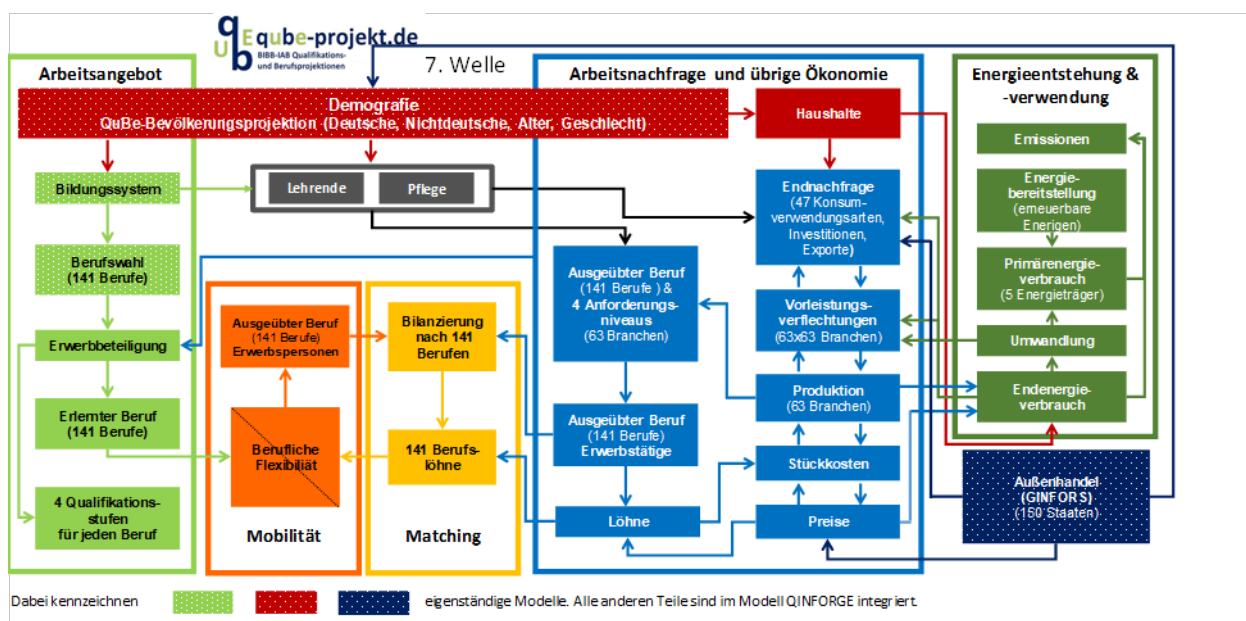 qube-projekt.de
BIBB-IAB Qualifikations-
und Berufsprojektionen
7. Welle
Arbeitsangebot
Demografie
QuBe-Bevölkerungsprojektion (Deutsche, Nichtdeutsche, Alter, Geschlecht)
Bildungssystem
Lehrende
Pflege
Berufswahl
(141 Berufe)
Erwerbbeteiligung
Erlernter Beruf
(141 Berufe)
4 Qualifikations-
stufen
für jeden Beruf
Ausgeübter Beruf
(141 Berufe)
Erwerbspersonen
Berufliche
Flexibiliät
Mobilität
Bilanzierung
nach 141
Berufen
141 Berufs-
löhne
Matching
Arbeitsnachfrage und übrige Ökonomie
Haushalte
Endnachfrage
(47 Konsum-
verwendungsarten,
Investitionen,
Exporte)
Ausgeübter Beruf
(141 Berufe ) &
4 Anforderungs-
niveaus
(63 Branchen)
Vorleistungs-
verflechtungen
(63x63 Branchen)
Produktion
(63 Branchen)
Ausgeübter Beruf
(141 Berufe)
Erwerbstätige
Stückkosten
Löhne
Preise
Energieentstehung &
-verwendung
Emissionen
Energie-
bereitstellung
(erneuerbare
Enerigen)
Primärenergie-
verbrauch
(5 Energieträger)
Umwandlung
Endenergie-
verbrauch
Außenhandel
(GINFORS)
(150 Staaten)
Dabei kennzeichnen
eigenständige Modelle. Alle anderen Teile sind im Modell QINFORGE integriert.